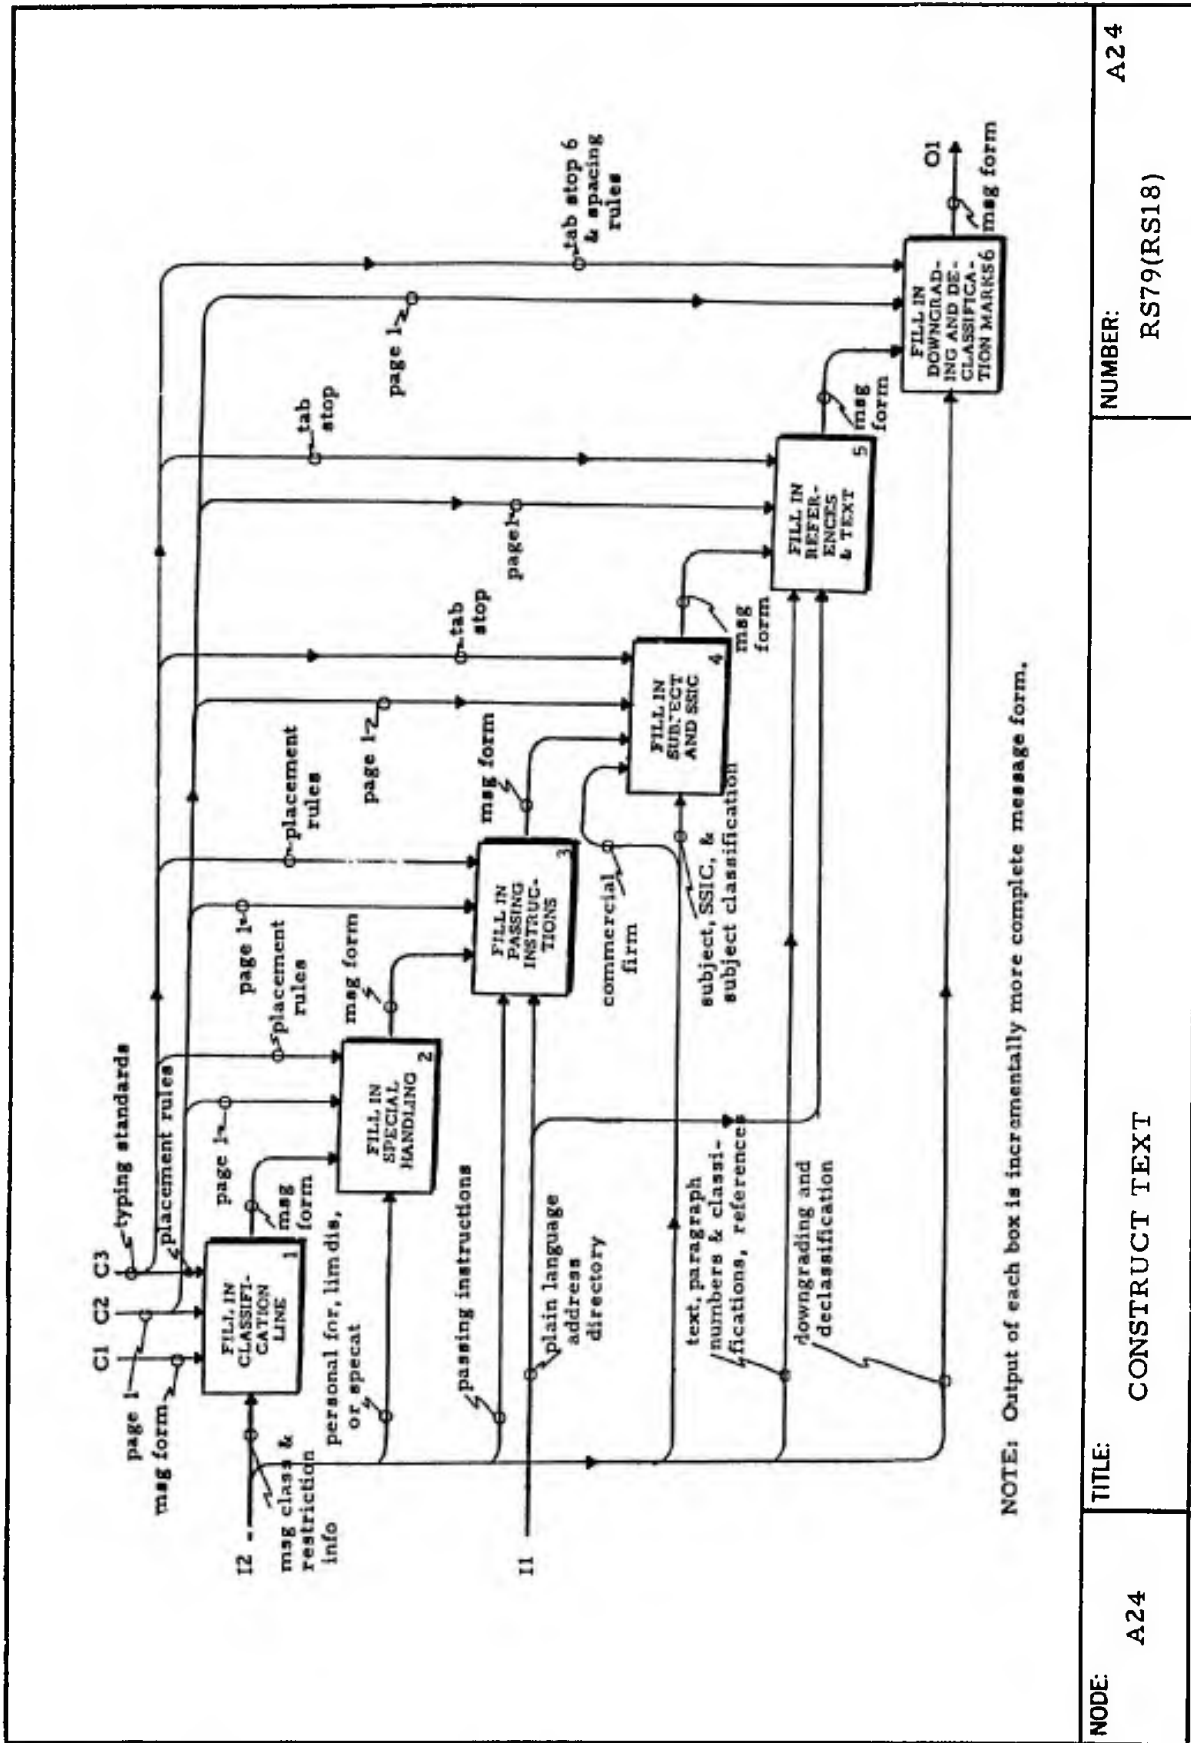 C1
C2
C3
typing standards
placement rules
page 1
msg form
I2
msg class &
restriction
info
FILL IN
CLASSIFI-
CATION
LINE
1
msg
form
page 1
placement
rules
personal for, lim dis,
or specat
FILL IN
SPECIAL
HANDLING
2
msg form
page 1
placement
rules
passing instructions
I1
plain language
address
directory
FILL IN
PASSING
INSTRUC-
TIONS
3
msg form
page 1
tab
stop
commercial
firm
subject, SSIC, &
subject classification
FILL IN
SUBJECT
AND SSIC
4
msg
form
page 1
tab
stop
text, paragraph
numbers & classi-
fications, references
FILL IN
REFER-
ENCES
& TEXT
5
msg
form
page 1
tab stop 6
& spacing
rules
downgrading and
declassification
FILL IN
DOWNGRAD-
ING AND DE-
CLASSIFICA-
TION MARKS6
O1
msg form
NOTE: Output of each box is incrementally more complete message form.
NODE:
A24
TITLE:
CONSTRUCT TEXT
NUMBER:
A24
RS79(RS18)